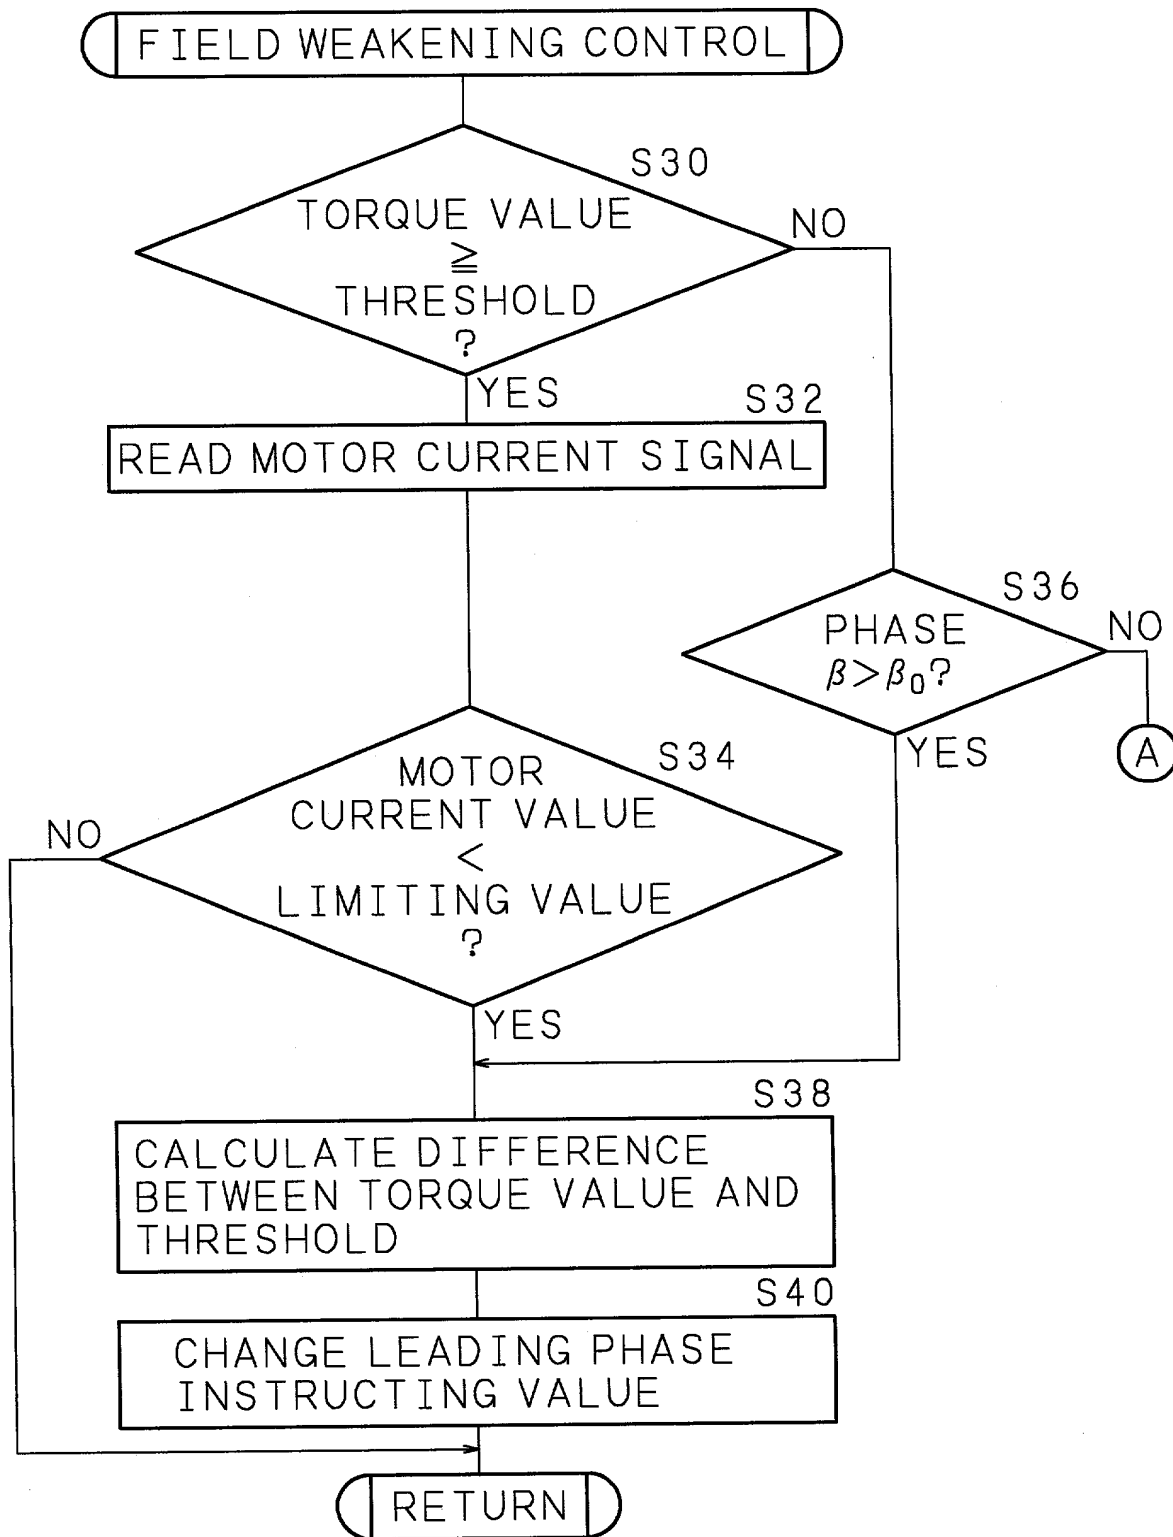 FIELD WEAKENING CONTROL
S30
TORQUE VALUE
≧
THRESHOLD
?
NO
YES
S32
READ MOTOR CURRENT SIGNAL
S36
PHASE
β>β₀?
NO
YES
A
S34
MOTOR
CURRENT VALUE
<
LIMITING VALUE
?
NO
YES
S38
CALCULATE DIFFERENCE
BETWEEN TORQUE VALUE AND
THRESHOLD
S40
CHANGE LEADING PHASE
INSTRUCTING VALUE
RETURN